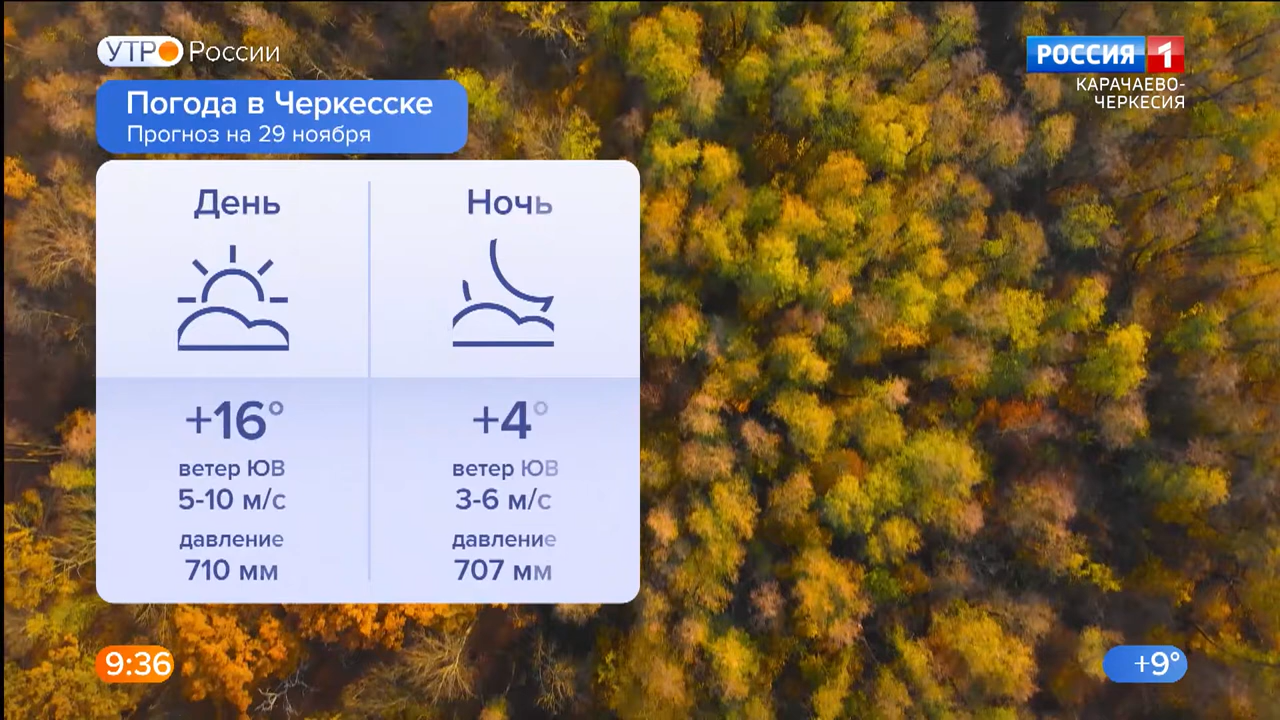 УТРО России
РОССИЯ 1
КАРАЧАЕВО-
ЧЕРКЕСИЯ
Погода в Черкесске
Прогноз на 29 ноября
День
Ночь
+16°
+4°
ветер ЮВ
5-10 м/с
ветер ЮВ
3-6 м/с
давление
710 мм
давление
707 мм
9:36
+9°